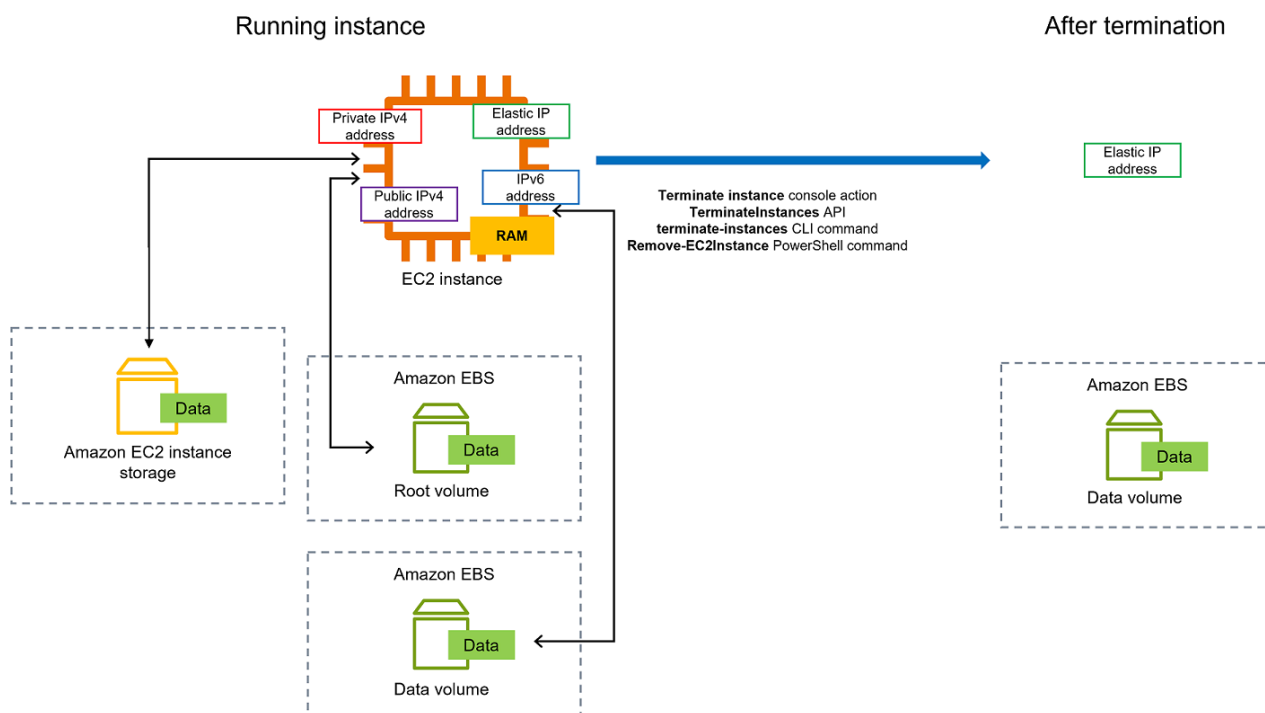 Running instance
After termination
Private IPv4
address
Elastic IP
address
Public IPv4
address
IPv6
address
RAM
EC2 instance
Terminate instance console action
TerminateInstances API
terminate-instances CLI command
Remove-EC2Instance PowerShell command
Elastic IP
address
Data
Amazon EC2 instance
storage
Amazon EBS
Data
Root volume
Amazon EBS
Data
Data volume
Amazon EBS
Data
Data volume